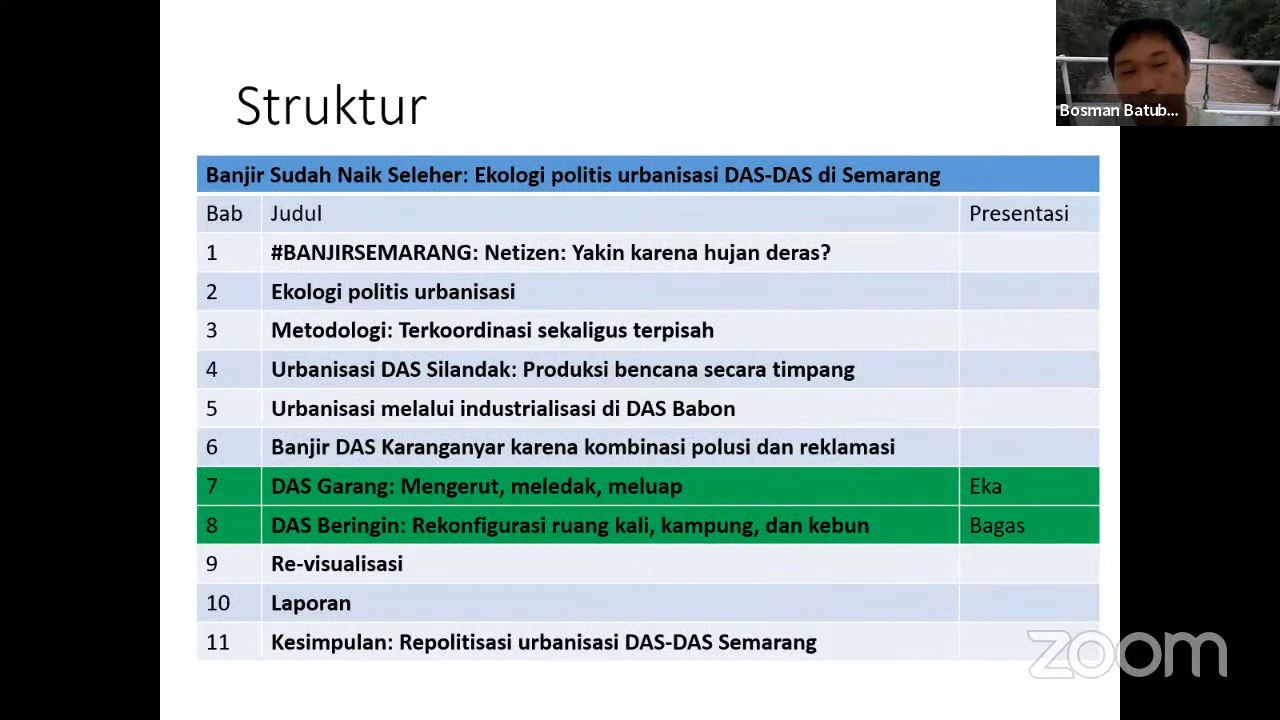 Bosman Batub...
Struktur
Banjir Sudah Naik Seleher: Ekologi politis urbanisasi DAS-DAS di Semarang
Bab Judul Presentasi
1 #BANJIRSEMARANG: Netizen: Yakin karena hujan deras?
2 Ekologi politis urbanisasi
3 Metodologi: Terkoordinasi sekaligus terpisah
4 Urbanisasi DAS Silandak: Produksi bencana secara timpang
5 Urbanisasi melalui industrialisasi di DAS Babon
6 Banjir DAS Karanganyar karena kombinasi polusi dan reklamasi
7 DAS Garang: Mengerut, meledak, meluap Eka
8 DAS Beringin: Rekonfigurasi ruang kali, kampung, dan kebun Bagas
9 Re-visualisasi
10 Laporan
11 Kesimpulan: Repolitisasi urbanisasi DAS-DAS Semarang
zoom